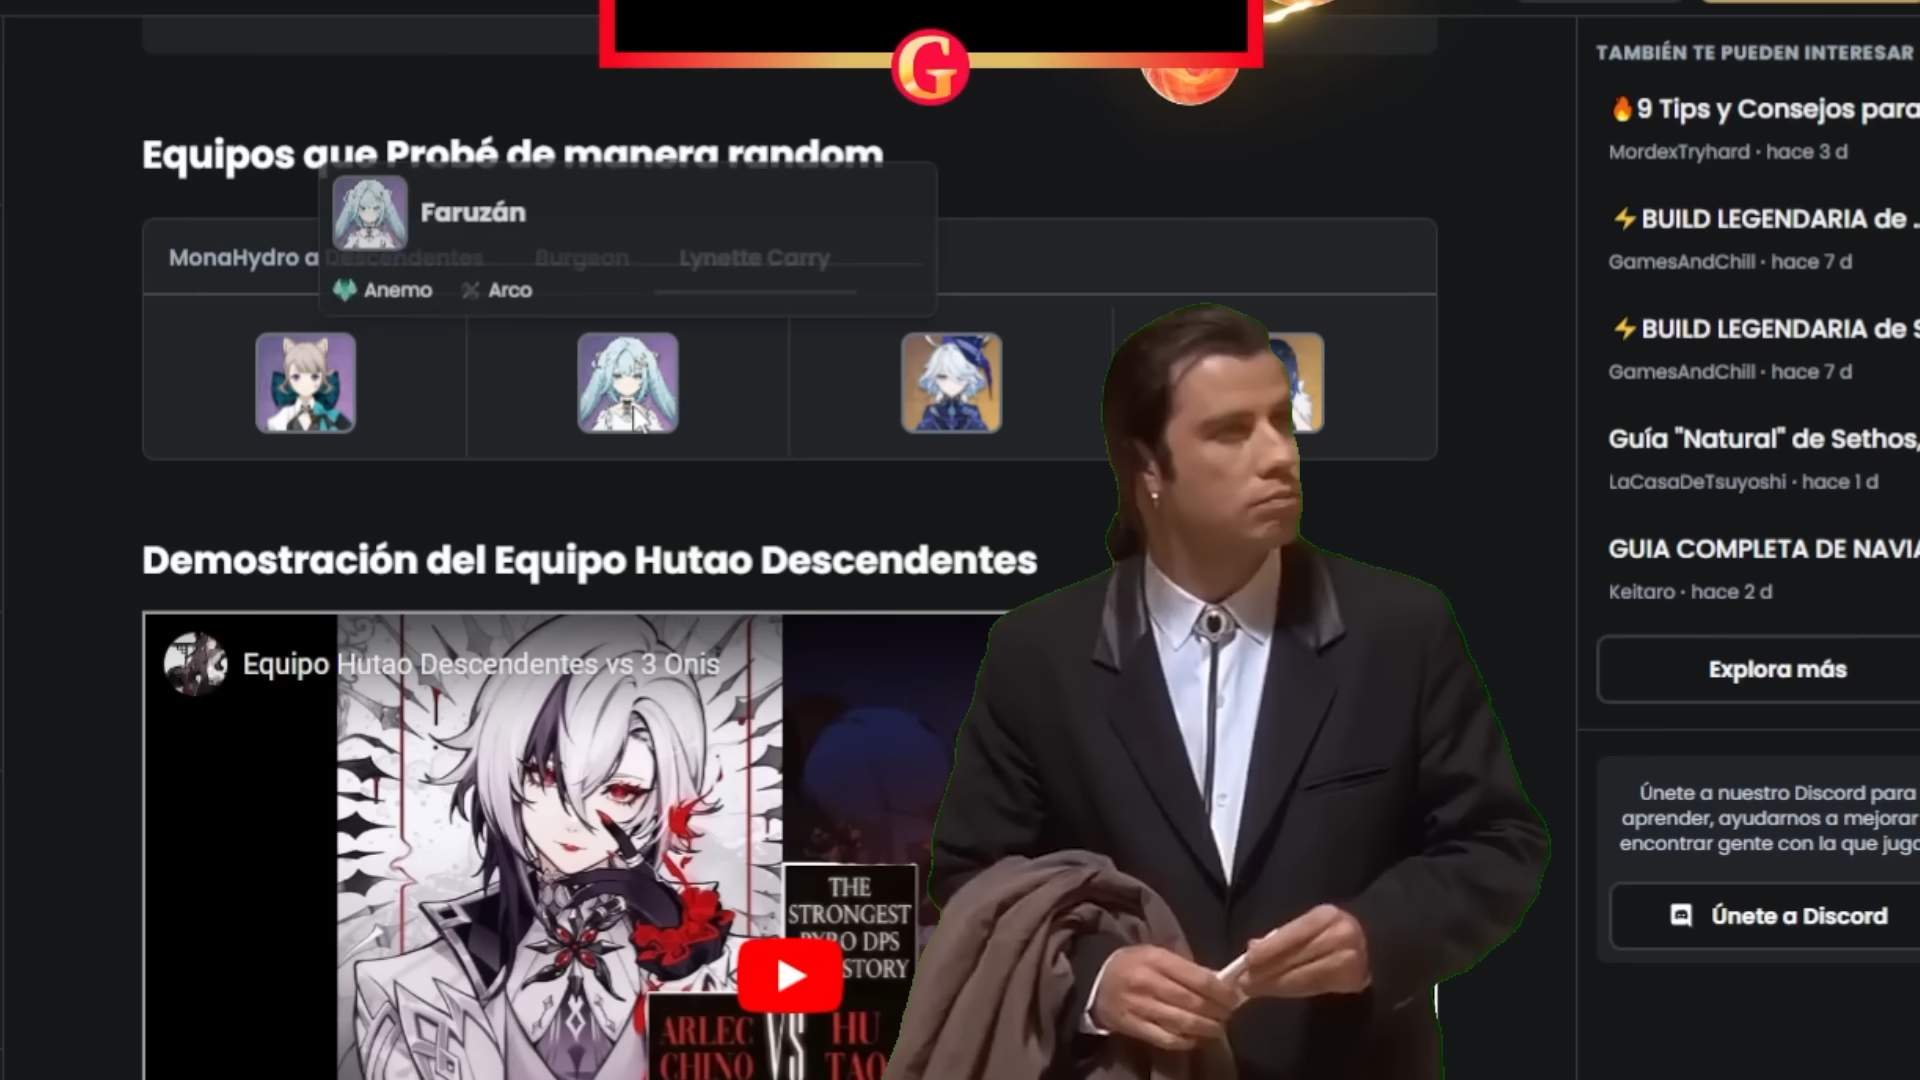 G
Equipos que Probé de manera random
Faruzán
MonaHydro a Descendentes
Burgeon
Lynette Carry
Anemo
Arco
Demostración del Equipo Hutao Descendentes
Equipo Hutao Descendentes vs 3 Onis
THE
STRONGEST
PYRO DPS
STORY
ARLEC
CHINO
VS
HU
TAO
TAMBIÉN TE PUEDEN INTERESAR
🔥9 Tips y Consejos para
MordexTryhard · hace 3 d
⚡BUILD LEGENDARIA de ..
GamesAndChill · hace 7 d
⚡BUILD LEGENDARIA de S
GamesAndChill · hace 7 d
Guía "Natural" de Sethos,
LaCasaDeTsuyoshi · hace 1 d
GUIA COMPLETA DE NAVIA
Keitaro · hace 2 d
Explora más
Únete a nuestro Discord para
aprender, ayudarnos a mejorar
encontrar gente con la que juga
Únete a Discord